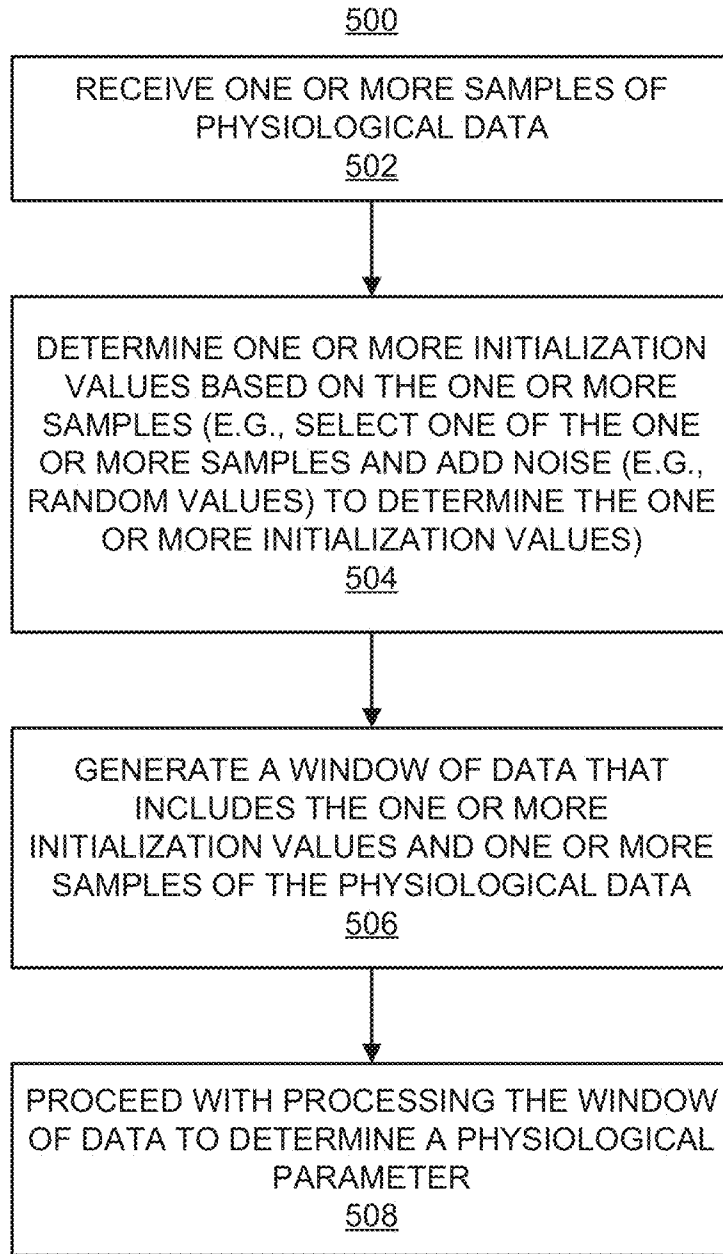 500
RECEIVE ONE OR MORE SAMPLES OF
PHYSIOLOGICAL DATA
502
DETERMINE ONE OR MORE INITIALIZATION
VALUES BASED ON THE ONE OR MORE
SAMPLES (E.G., SELECT ONE OF THE ONE
OR MORE SAMPLES AND ADD NOISE (E.G.,
RANDOM VALUES) TO DETERMINE THE ONE
OR MORE INITIALIZATION VALUES)
504
GENERATE A WINDOW OF DATA THAT
INCLUDES THE ONE OR MORE
INITIALIZATION VALUES AND ONE OR MORE
SAMPLES OF THE PHYSIOLOGICAL DATA
506
PROCEED WITH PROCESSING THE WINDOW
OF DATA TO DETERMINE A PHYSIOLOGICAL
PARAMETER
508